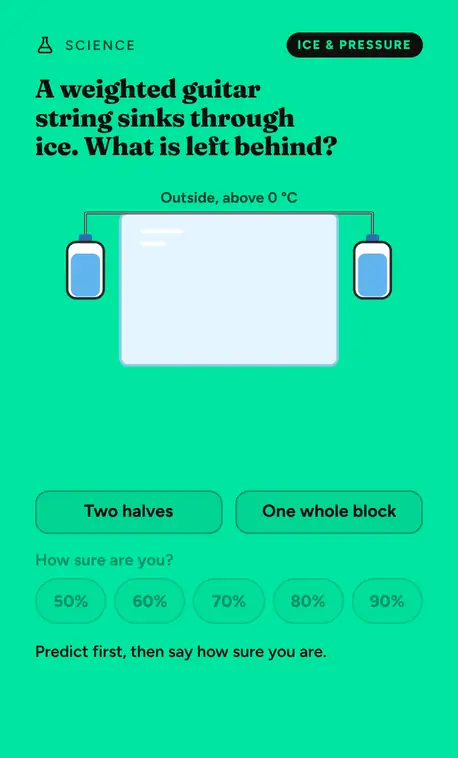 SCIENCE
ICE & PRESSURE
A weighted guitar
string sinks through
ice. What is left behind?
Outside, above 0 °C
Two halves
One whole block
How sure are you?
50%
60%
70%
80%
90%
Predict first, then say how sure you are.